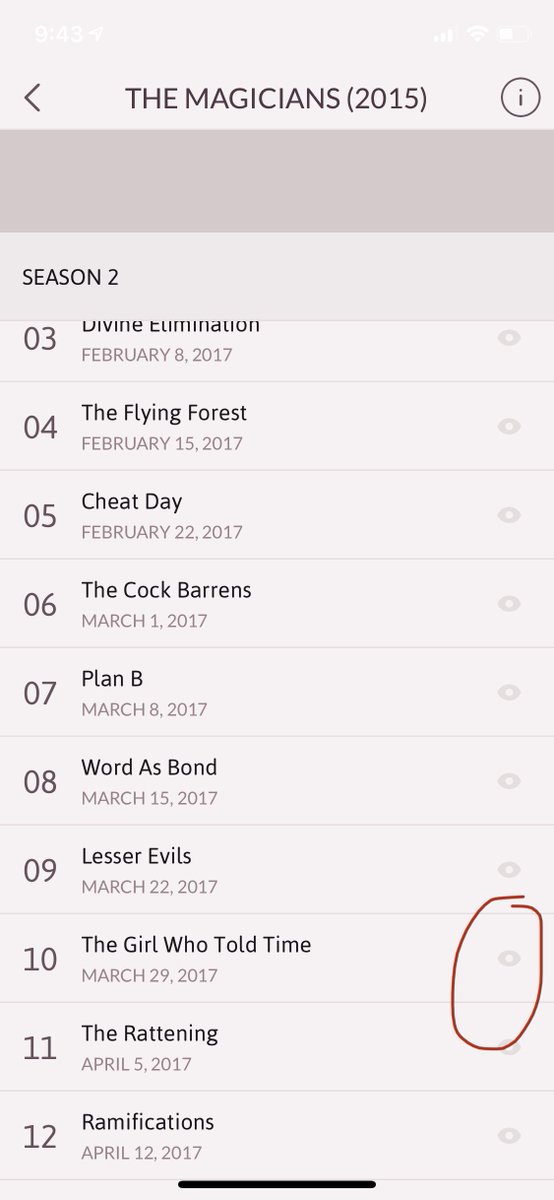 9:43
THE MAGICIANS (2015)
i
SEASON 2
03
Divine Elimination
FEBRUARY 8, 2017
04
The Flying Forest
FEBRUARY 15, 2017
05
Cheat Day
FEBRUARY 22, 2017
06
The Cock Barrens
MARCH 1, 2017
07
Plan B
MARCH 8, 2017
08
Word As Bond
MARCH 15, 2017
09
Lesser Evils
MARCH 22, 2017
10
The Girl Who Told Time
MARCH 29, 2017
11
The Rattening
APRIL 5, 2017
12
Ramifications
APRIL 12, 2017